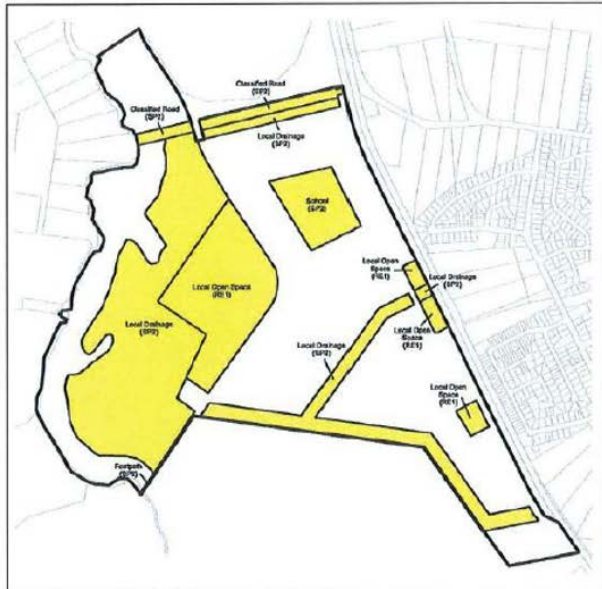 Classified Road
(SP2)
Classified Road
(SP2)
Local Drainage
(SP2)
School
(SP2)
Local Open
Space
(RE1)
Local Drainage
(SP2)
Local Open Space
(RE1)
Local Open
Space
(RE1)
Local Drainage
(SP2)
Local Drainage
(SP2)
Local Open
Space
(RE1)
Footpath
(SP2)